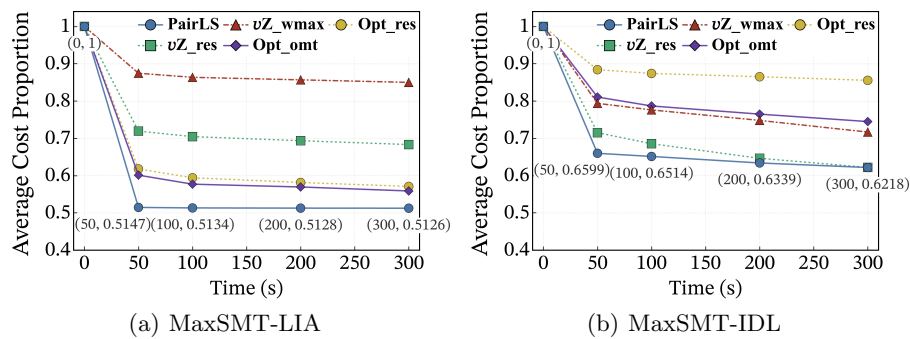 PairLS υZ_wmax Opt_res
υZ_res Opt_omt
Average Cost Proportion
1
0.9
0.8
0.7
0.6
0.5
0.4
(0, 1)
(50, 0.5147) (100, 0.5134) (200, 0.5128) (300, 0.5126)
0 50 100 150 200 250 300
Time (s)
(a) MaxSMT-LIA
PairLS υZ_wmax Opt_res
υZ_res Opt_omt
Average Cost Proportion
1
0.9
0.8
0.7
0.6
0.5
0.4
(0, 1)
(50, 0.6599) (100, 0.6514) (200, 0.6339) (300, 0.6218)
0 50 100 150 200 250 300
Time (s)
(b) MaxSMT-IDL